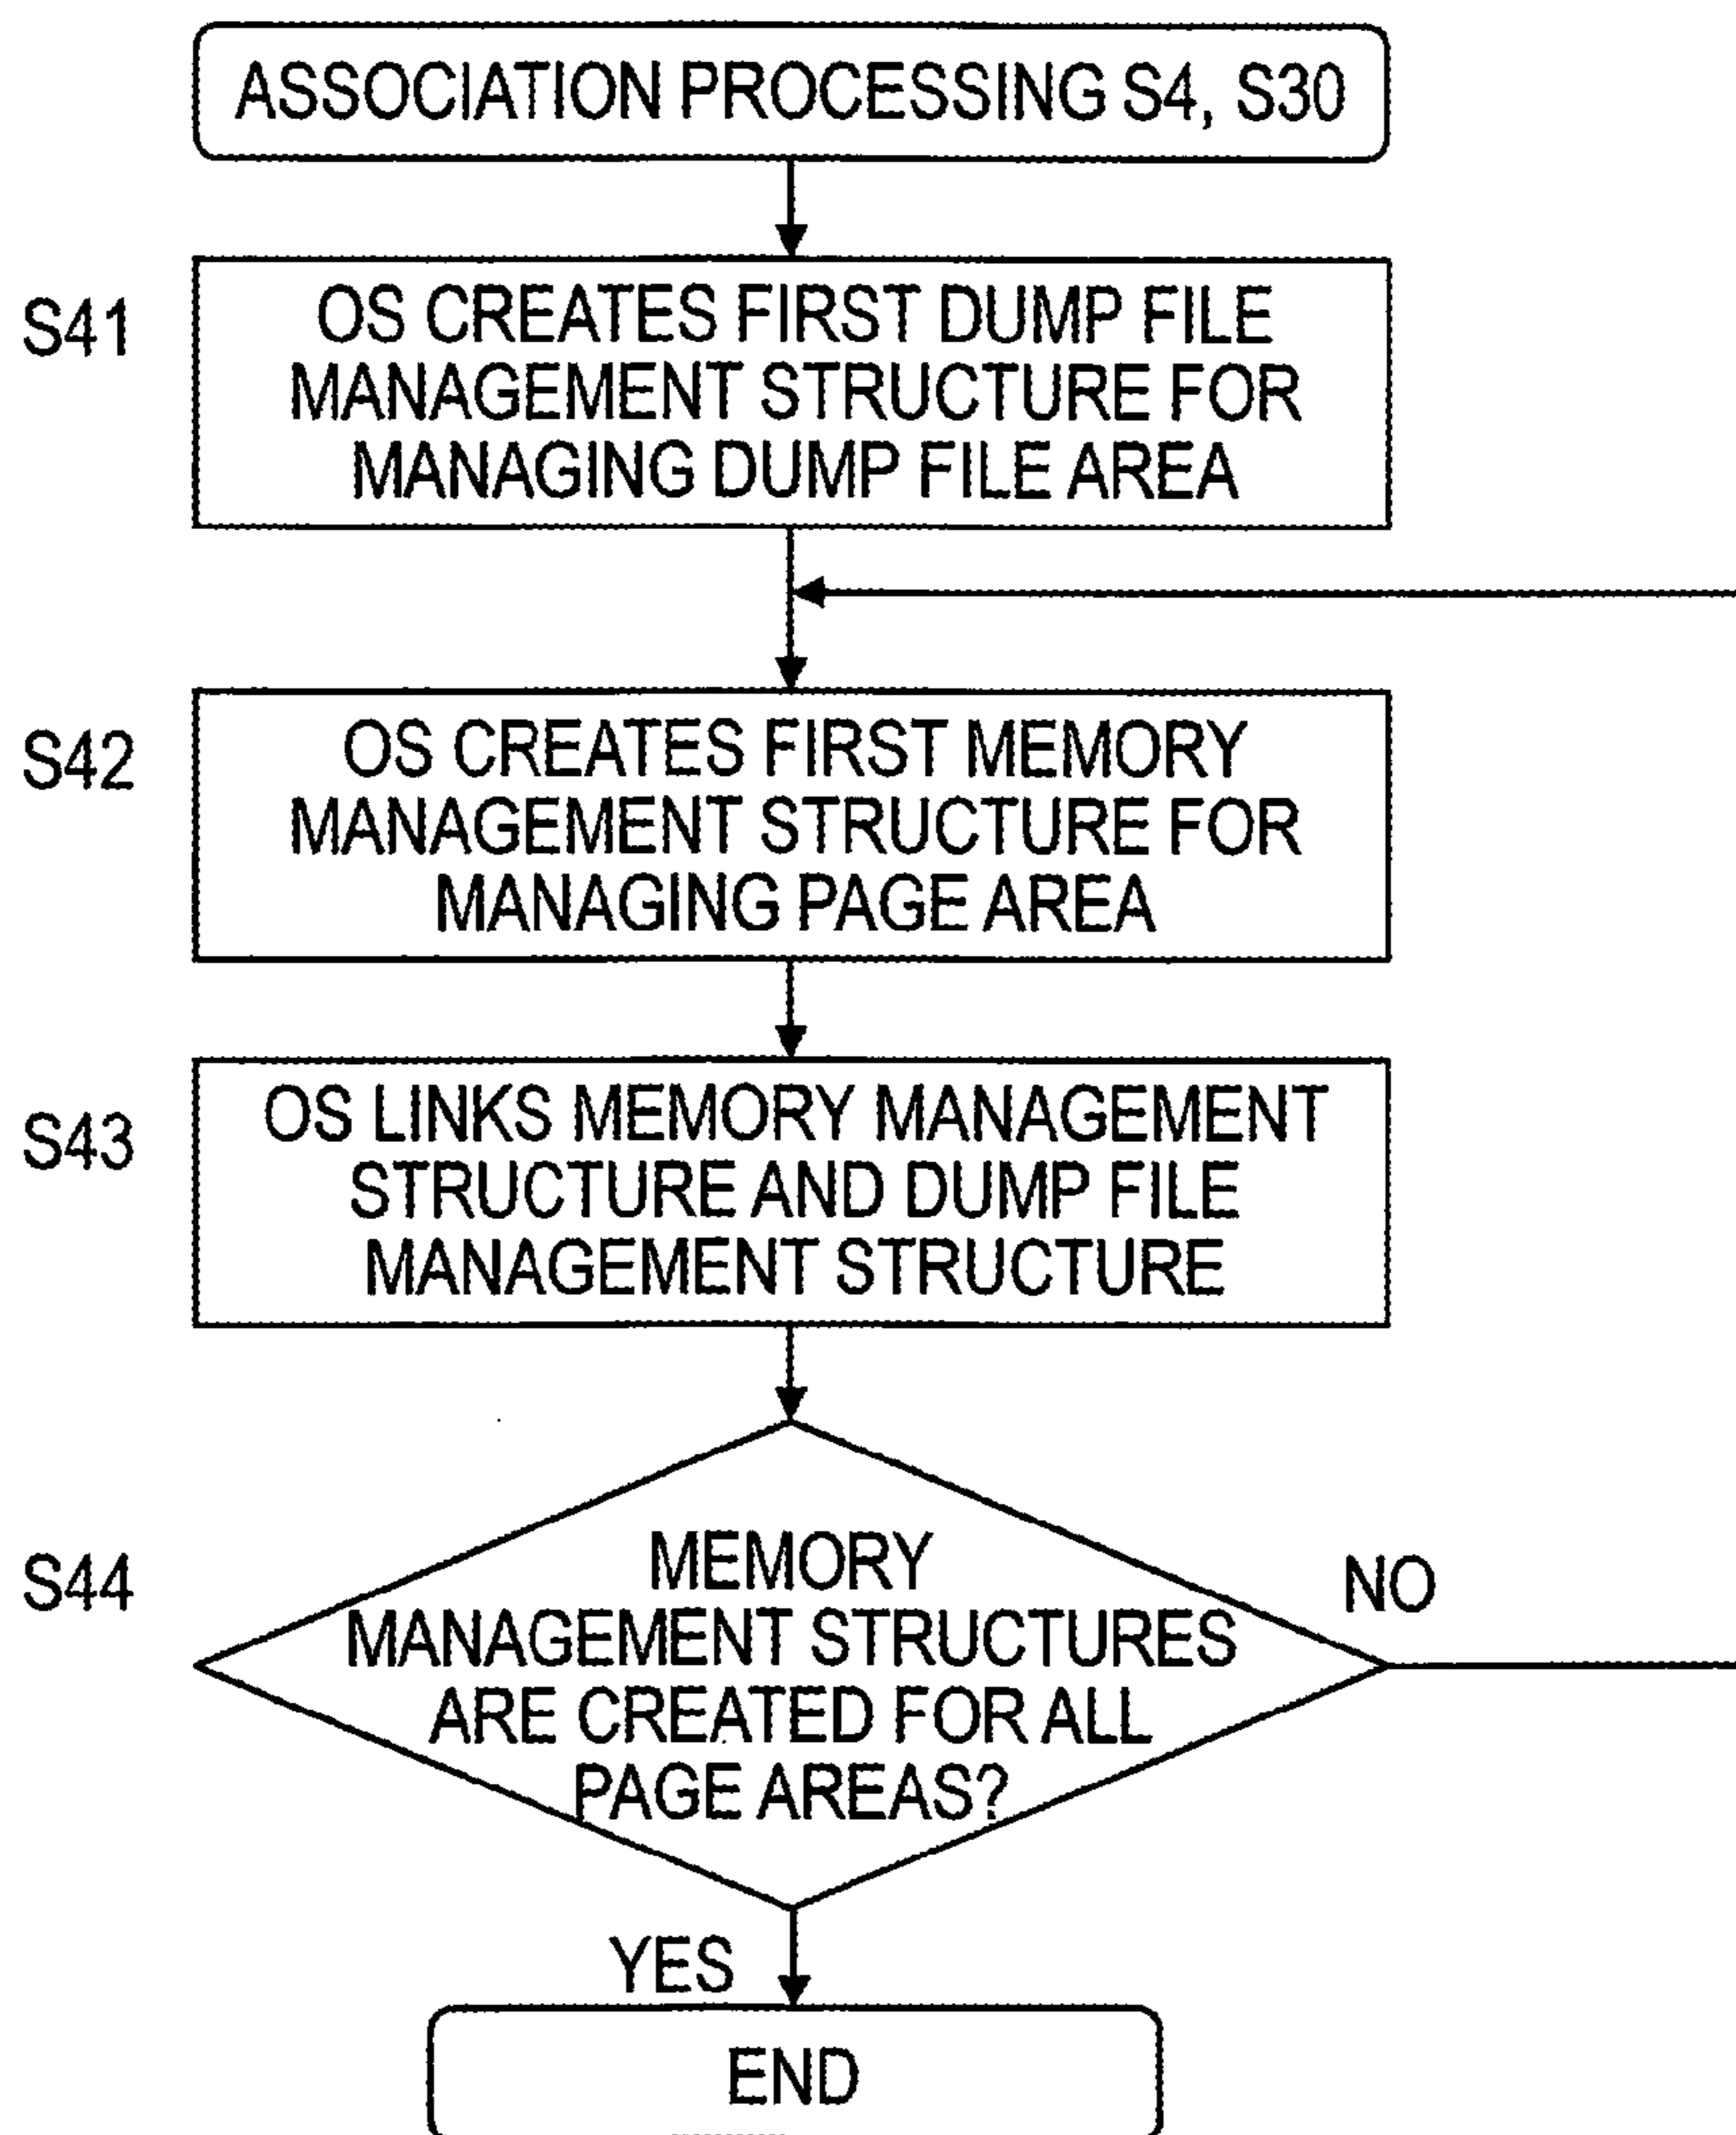 ASSOCIATION PROCESSING S4, S30
S41
OS CREATES FIRST DUMP FILE
MANAGEMENT STRUCTURE FOR
MANAGING DUMP FILE AREA
S42
OS CREATES FIRST MEMORY
MANAGEMENT STRUCTURE FOR
MANAGING PAGE AREA
S43
OS LINKS MEMORY MANAGEMENT
STRUCTURE AND DUMP FILE
MANAGEMENT STRUCTURE
S44
MEMORY
MANAGEMENT STRUCTURES
ARE CREATED FOR ALL
PAGE AREAS?
NO
YES
END